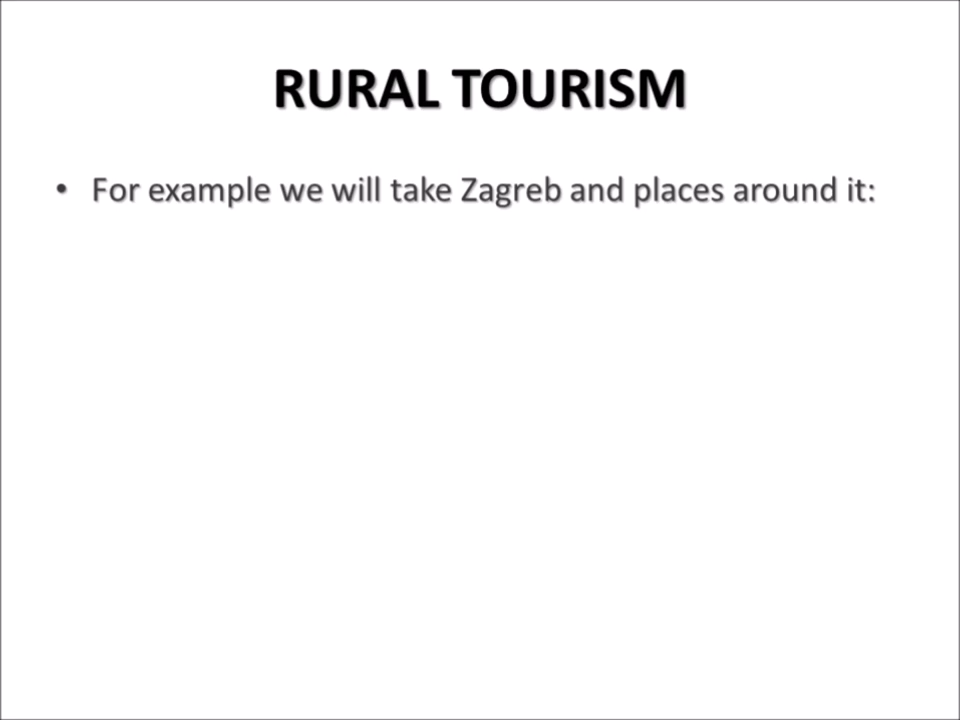 RURAL TOURISM
• For example we will take Zagreb and places around it: